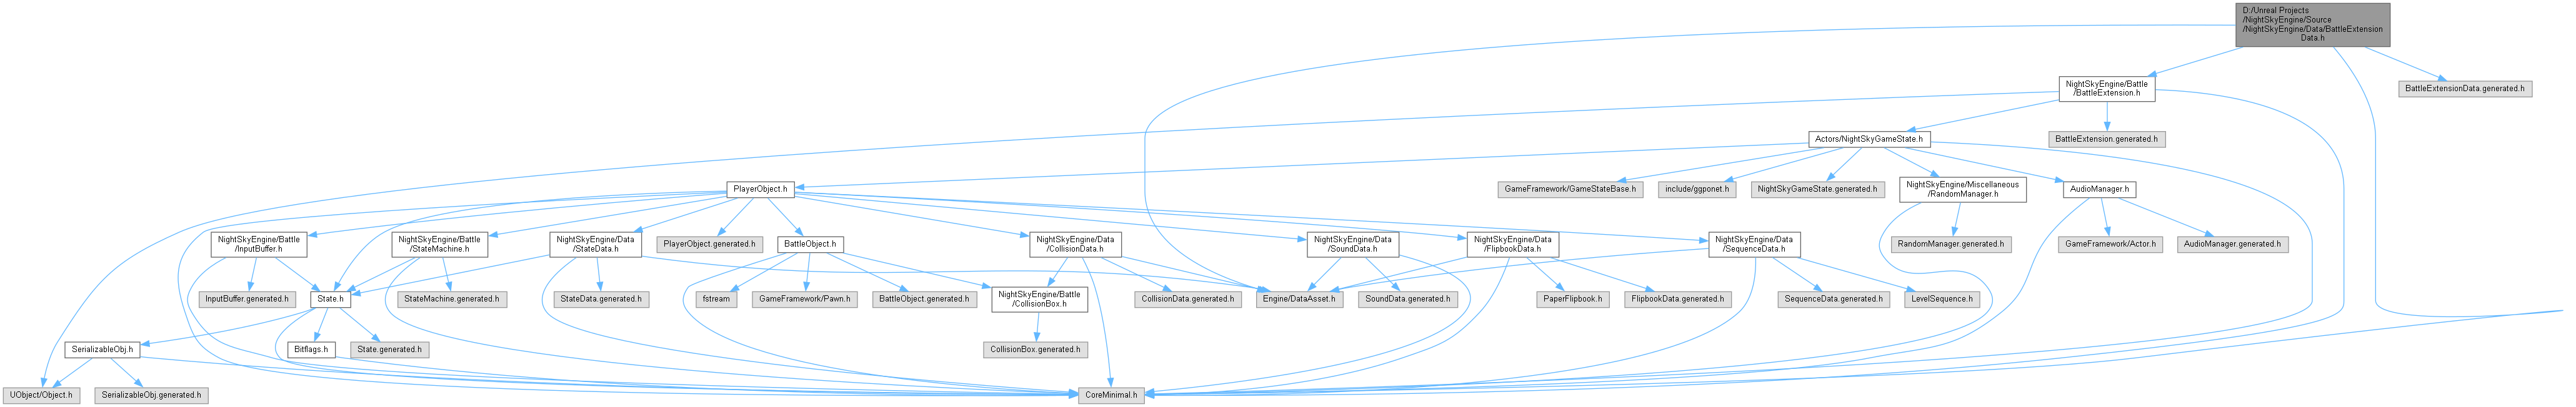 D:/Unreal Projects
/NightSkyEngine/Source
/NightSkyEngine/Data/BattleExtension
Data.h
NightSkyEngine/Battle
/BattleExtension.h
BattleExtensionData.generated.h
Actors/NightSkyGameState.h
BattleExtension.generated.h
PlayerObject.h
GameFramework/GameStateBase.h
include/ggponet.h
NightSkyGameState.generated.h
NightSkyEngine/Miscellaneous
/RandomManager.h
AudioManager.h
NightSkyEngine/Battle
/InputBuffer.h
NightSkyEngine/Battle
/StateMachine.h
NightSkyEngine/Data
/StateData.h
PlayerObject.generated.h
BattleObject.h
NightSkyEngine/Data
/CollisionData.h
NightSkyEngine/Data
/SoundData.h
NightSkyEngine/Data
/FlipbookData.h
NightSkyEngine/Data
/SequenceData.h
RandomManager.generated.h
GameFramework/Actor.h
AudioManager.generated.h
InputBuffer.generated.h
State.h
StateMachine.generated.h
StateData.generated.h
fstream
GameFramework/Pawn.h
BattleObject.generated.h
NightSkyEngine/Battle
/CollisionBox.h
CollisionData.generated.h
Engine/DataAsset.h
SoundData.generated.h
PaperFlipbook.h
FlipbookData.generated.h
SequenceData.generated.h
LevelSequence.h
SerializableObj.h
Bitflags.h
State.generated.h
CollisionBox.generated.h
UObject/Object.h
SerializableObj.generated.h
CoreMinimal.h